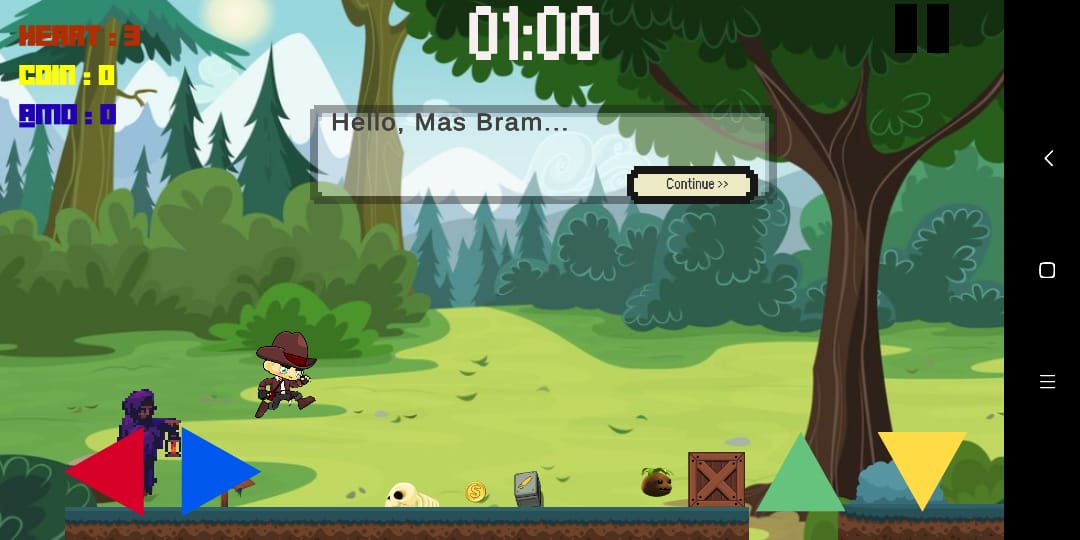 HEART : 3
01:00
COIN : 0
AMO : 0
Hello, Mas Bram...
Continue >>